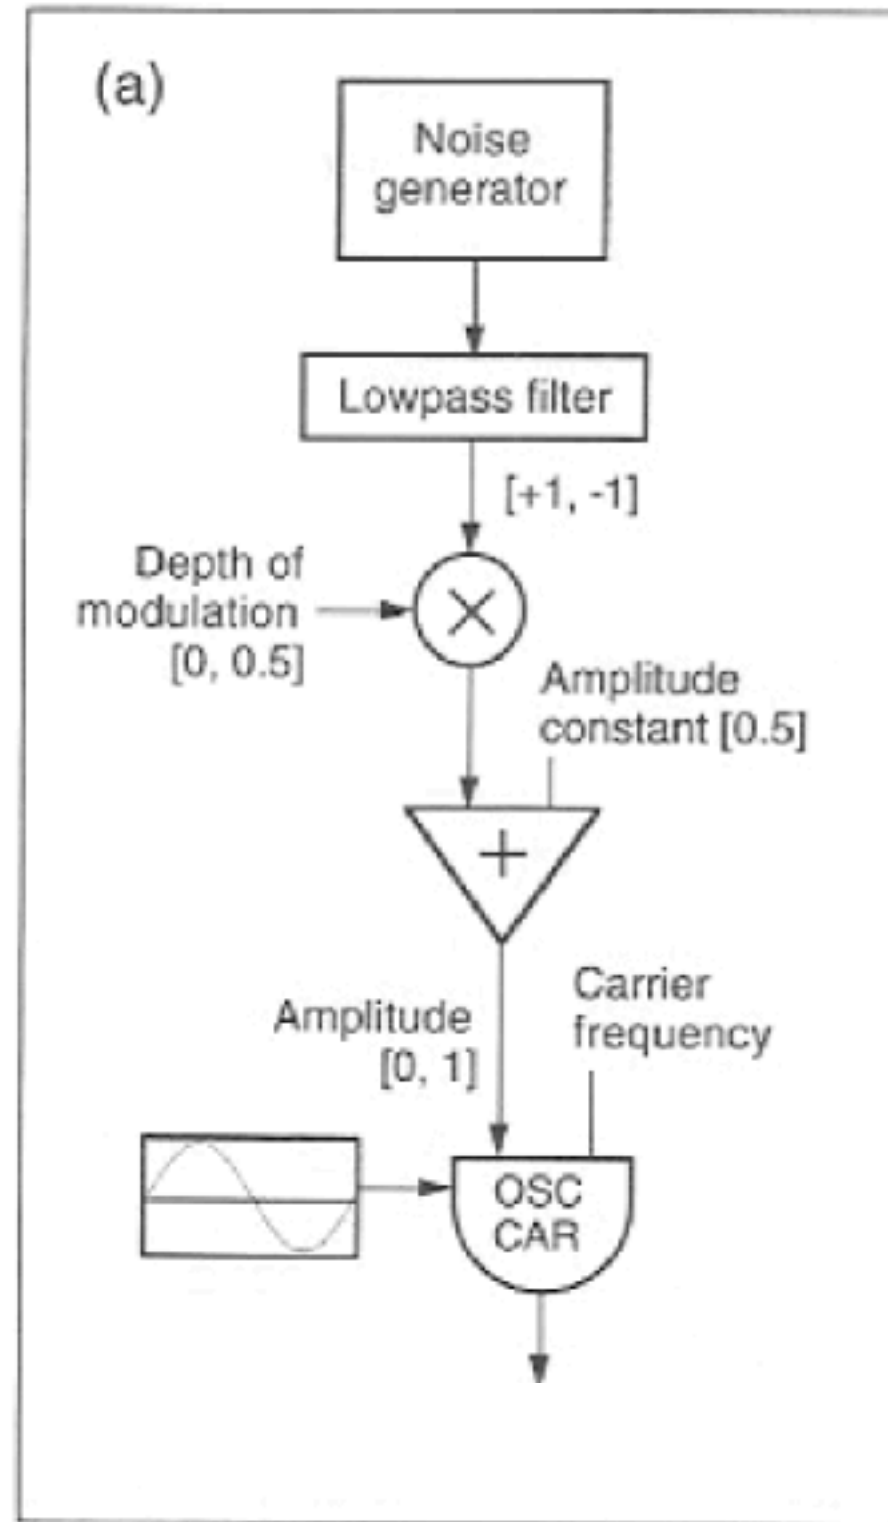 (a)
Noise
generator
Lowpass filter
[+1, -1]
Depth of
modulation
[0, 0.5]
×
Amplitude
constant [0.5]
+
Amplitude
[0, 1]
Carrier
frequency
OSC
CAR